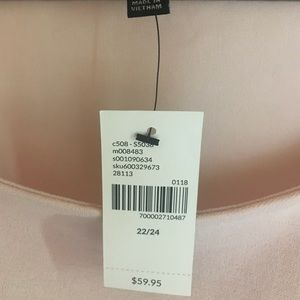 MADE IN
VIETNAM
c508 - S5038
m008483
s001090634
sku600329673
28113
0118
700002710487
22/24
$59.95